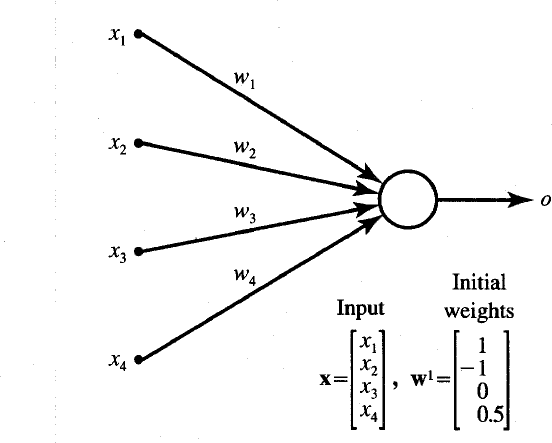 x1
w1
x2
w2
o
w3
x3
w4
Initial
Input weights
x4
x = [x1 x2 x3 x4], w1 = [1 -1 0 0.5]